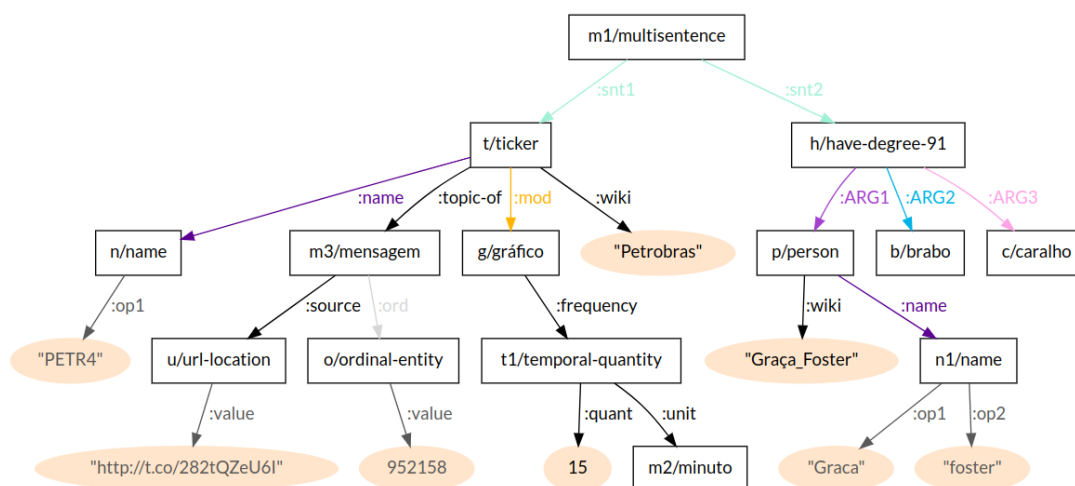 m1/multisentence
:snt1 :snt2
t/ticker h/have-degree-91
:name :topic-of :mod :wiki :ARG1 :ARG2 :ARG3
n/name m3/mensagem g/gráfico "Petrobras" p/person b/brabo c/caralho
:op1 :source :ord :frequency :wiki :name
"PETR4" u/url-location o/ordinal-entity t1/temporal-quantity "Graça_Foster" n1/name
:value :value :quant :unit :op1 :op2
"http://t.co/282tQZeU6I" 952158 15 m2/minuto "Graca" "foster"